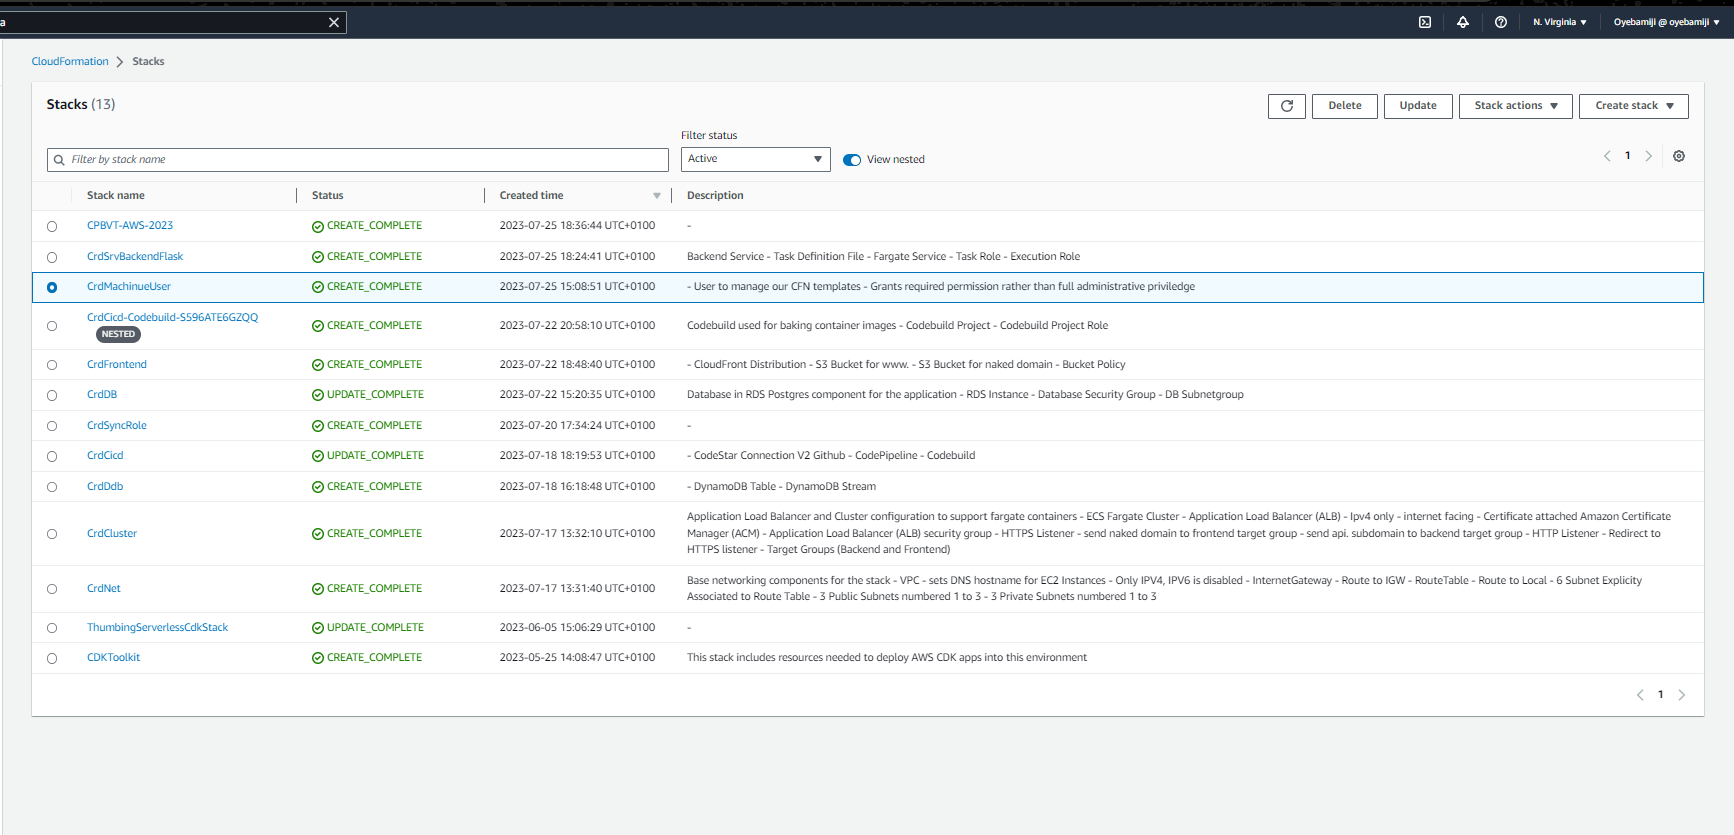 a
N. Virginia
Oyebamiji @ oyebamiji
CloudFormation Stacks
Stacks (13)
Delete Update Stack actions Create stack
Filter status
Filter by stack name Active View nested 1
Stack name Status Created time Description
CPBVT-AWS-2023 CREATE_COMPLETE 2023-07-25 18:36:44 UTC+0100 -
CrdSrvBackendFlask CREATE_COMPLETE 2023-07-25 18:24:41 UTC+0100 Backend Service - Task Definition File - Fargate Service - Task Role - Execution Role
CrdMachinueUser CREATE_COMPLETE 2023-07-25 15:08:51 UTC+0100 - User to manage our CFN templates - Grants required permission rather than full administrative priviledge
CrdCicd-Codebuild-S596ATE6GZQQ
NESTED
CREATE_COMPLETE 2023-07-22 20:58:10 UTC+0100 Codebuild used for baking container images - Codebuild Project - Codebuild Project Role
CrdFrontend CREATE_COMPLETE 2023-07-22 18:48:40 UTC+0100 - CloudFront Distribution - S3 Bucket for www. - S3 Bucket for naked domain - Bucket Policy
CrdDB UPDATE_COMPLETE 2023-07-22 15:20:35 UTC+0100 Database in RDS Postgres component for the application - RDS Instance - Database Security Group - DB Subnetgroup
CrdSyncRole CREATE_COMPLETE 2023-07-20 17:34:24 UTC+0100 -
CrdCicd UPDATE_COMPLETE 2023-07-18 18:19:53 UTC+0100 - CodeStar Connection V2 Github - CodePipeline - Codebuild
CrdDdb CREATE_COMPLETE 2023-07-18 16:18:48 UTC+0100 - DynamoDB Table - DynamoDB Stream
CrdCluster CREATE_COMPLETE 2023-07-17 13:32:10 UTC+0100
Application Load Balancer and Cluster configuration to support fargate containers - ECS Fargate Cluster - Application Load Balancer (ALB) - Ipv4 only - internet facing - Certificate attached Amazon Certificate
Manager (ACM) - Application Load Balancer (ALB) security group - HTTPS Listener - send naked domain to frontend target group - send api. subdomain to backend target group - HTTP Listener - Redirect to
HTTPS listener - Target Groups (Backend and Frontend)
CrdNet CREATE_COMPLETE 2023-07-17 13:31:40 UTC+0100
Base networking components for the stack - VPC - sets DNS hostname for EC2 Instances - Only IPV4, IPV6 is disabled - InternetGateway - Route to IGW - RouteTable - Route to Local - 6 Subnet Explicity
Associated to Route Table - 3 Public Subnets numbered 1 to 3 - 3 Private Subnets numbered 1 to 3
ThumbingServerlessCdkStack UPDATE_COMPLETE 2023-06-05 15:06:29 UTC+0100 -
CDKToolkit CREATE_COMPLETE 2023-05-25 14:08:47 UTC+0100 This stack includes resources needed to deploy AWS CDK apps into this environment
1